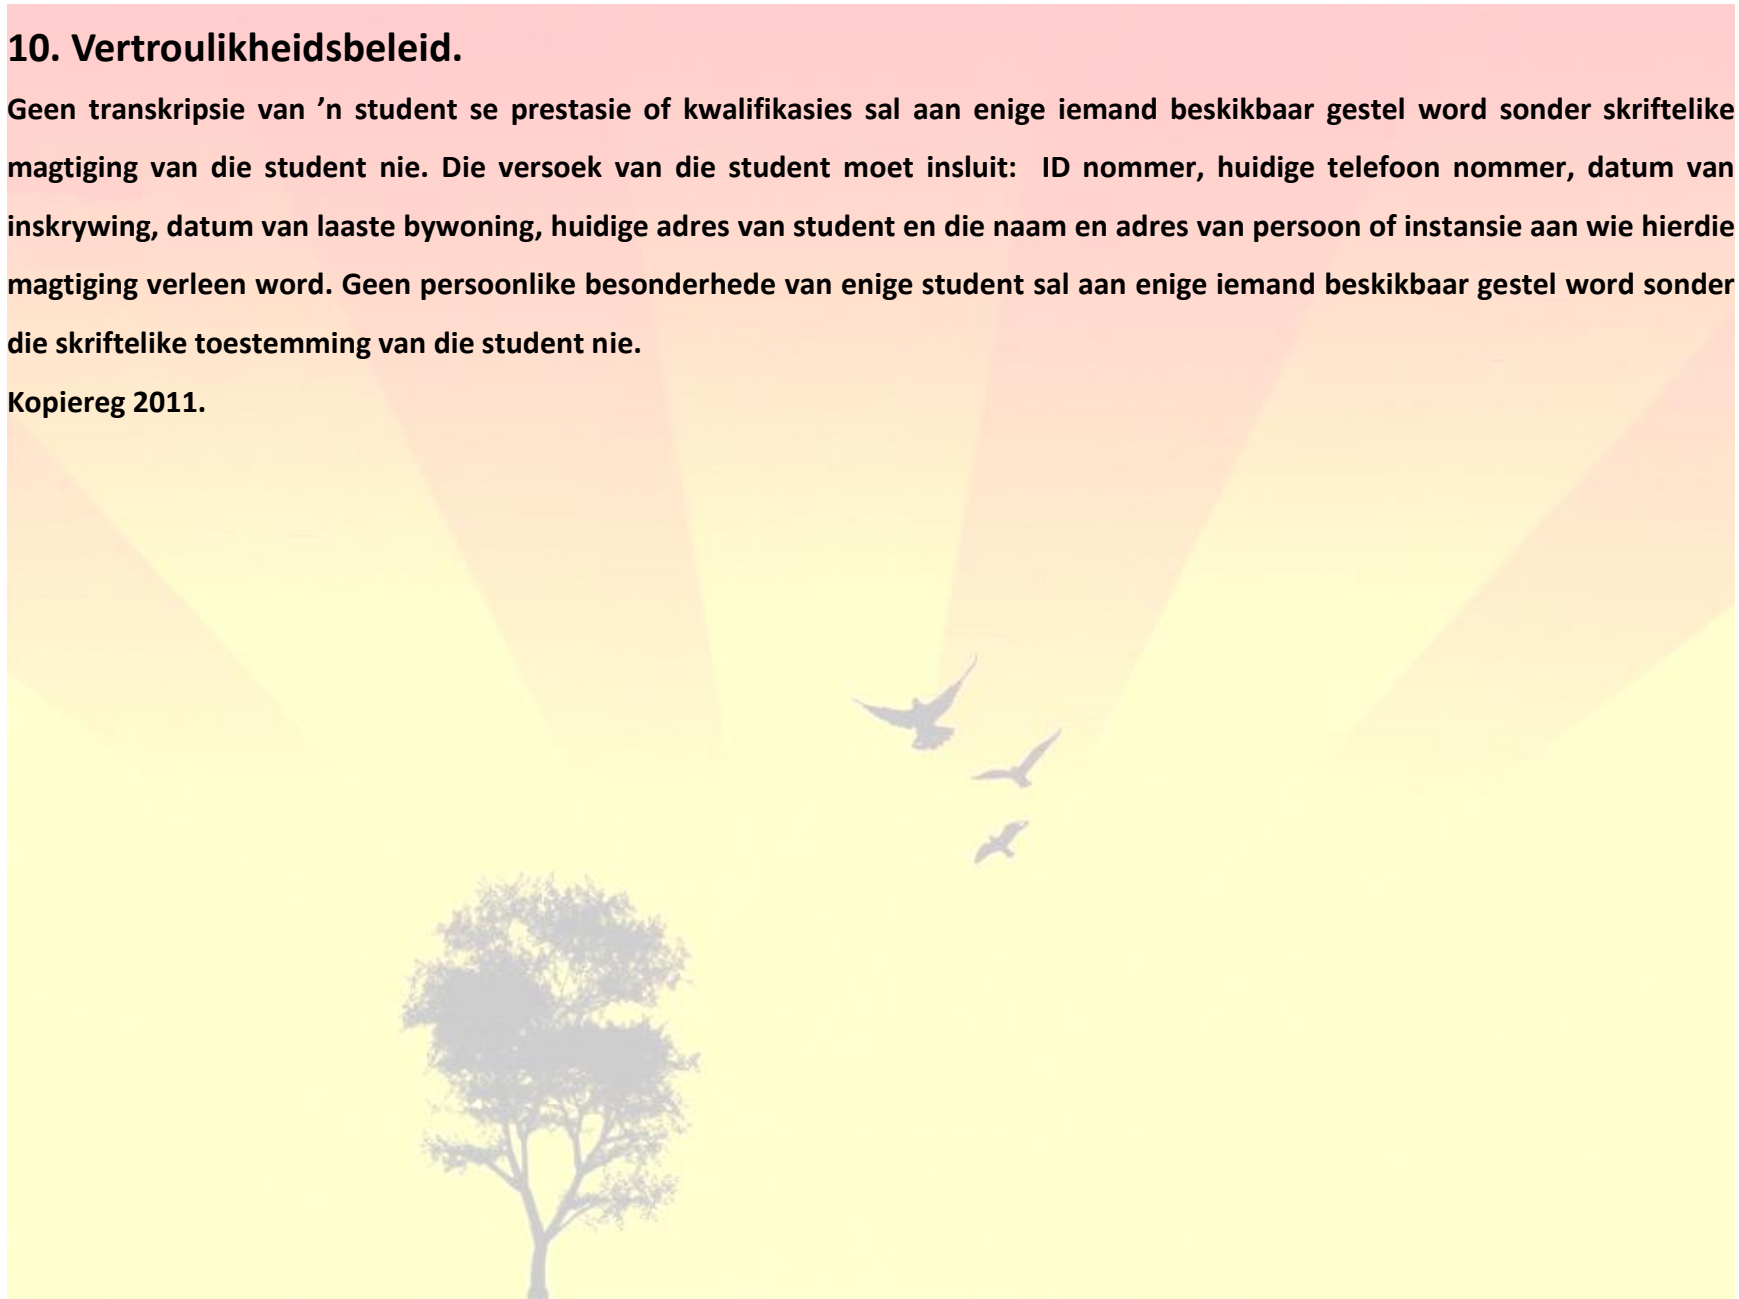 10. Vertroulikheidsbeleid.
Geen transkripsie van ’n student se prestasie of kwalifikasies sal aan enige iemand beskikbaar gestel word sonder skriftelike
magtiging van die student nie. Die versoek van die student moet insluit:  ID nommer, huidige telefoon nommer, datum van
inskrywing, datum van laaste bywoning, huidige adres van student en die naam en adres van persoon of instansie aan wie hierdie
magtiging verleen word. Geen persoonlike besonderhede van enige student sal aan enige iemand beskikbaar gestel word sonder
die skriftelike toestemming van die student nie.
Kopiereg 2011.